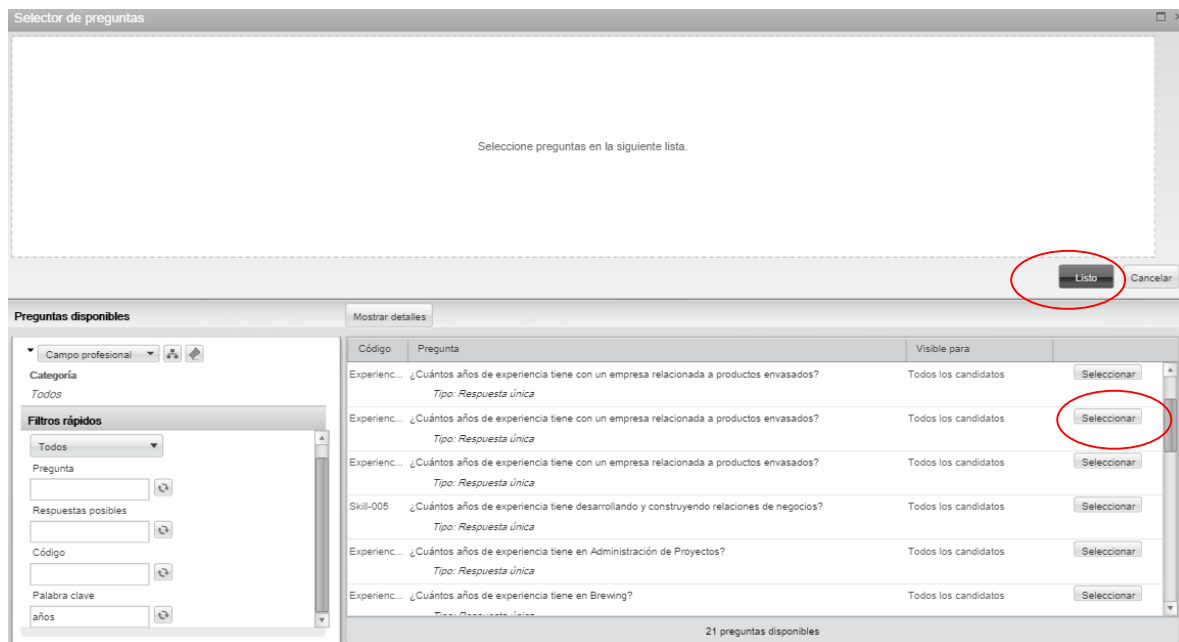 Selector de preguntas
Seleccione preguntas en la siguiente lista.
Listo Cancelar
Preguntas disponibles
Mostrar detalles
Campo profesional
Categoría
Todos
Filtros rápidos
Todos
Pregunta
Respuestas posibles
Código
Palabra clave
años
Código Pregunta Visible para
Experienc... ¿Cuántos años de experiencia tiene con un empresa relacionada a productos envasados? Todos los candidatos Seleccionar
Tipo: Respuesta única
Experienc... ¿Cuántos años de experiencia tiene con un empresa relacionada a productos envasados? Todos los candidatos Seleccionar
Tipo: Respuesta única
Experienc... ¿Cuántos años de experiencia tiene con un empresa relacionada a productos envasados? Todos los candidatos Seleccionar
Tipo: Respuesta única
Skill-005 ¿Cuántos años de experiencia tiene desarrollando y construyendo relaciones de negocios? Todos los candidatos Seleccionar
Tipo: Respuesta única
Experienc... ¿Cuántos años de experiencia tiene en Administración de Proyectos? Todos los candidatos Seleccionar
Tipo: Respuesta única
Experienc... ¿Cuántos años de experiencia tiene en Brewing? Todos los candidatos Seleccionar
Tipo: Respuesta única
21 preguntas disponibles